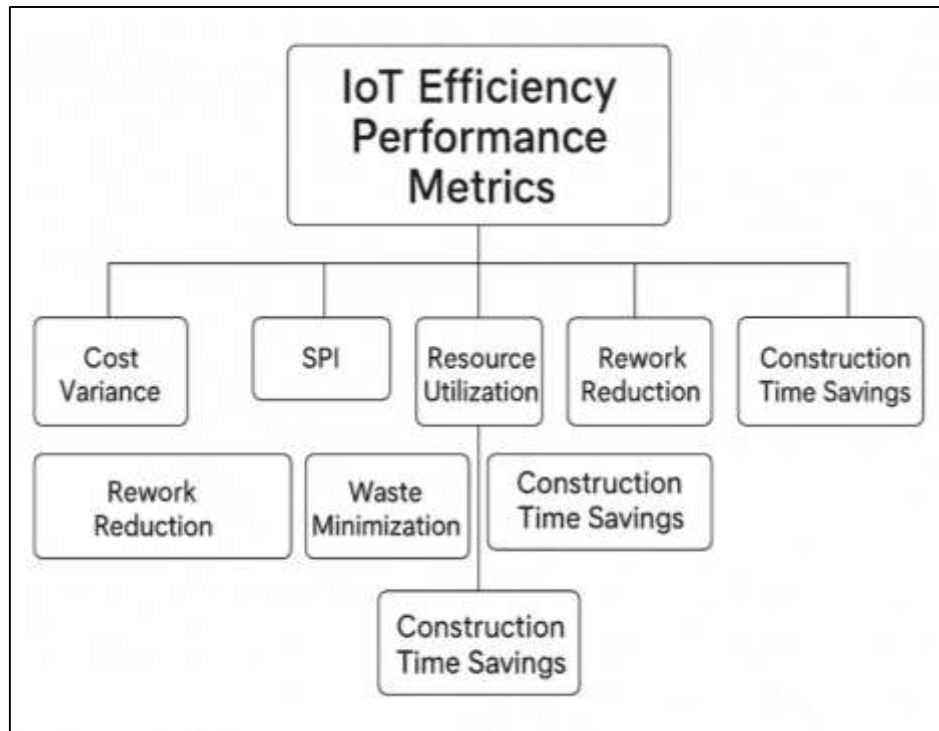 IoT Efficiency
Performance
Metrics
Cost
Variance
SPI
Resource
Utilization
Rework
Reduction
Construction
Time Savings
Rework
Reduction
Waste
Minimization
Construction
Time Savings
Construction
Time Savings